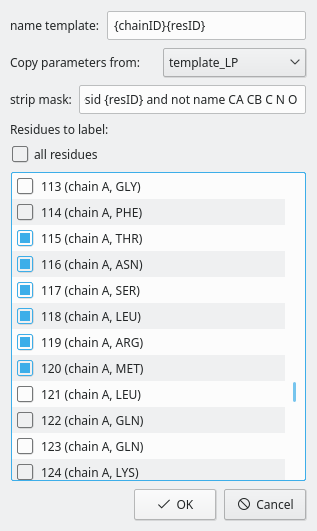 name template: {chainID}{resID}
Copy parameters from: template_LP
strip mask: sid {resID} and not name CA CB C N O
Residues to label:
all residues
113 (chain A, GLY)
114 (chain A, PHE)
115 (chain A, THR)
116 (chain A, ASN)
117 (chain A, SER)
118 (chain A, LEU)
119 (chain A, ARG)
120 (chain A, MET)
121 (chain A, LEU)
122 (chain A, GLN)
123 (chain A, GLN)
124 (chain A, LYS)
OK Cancel